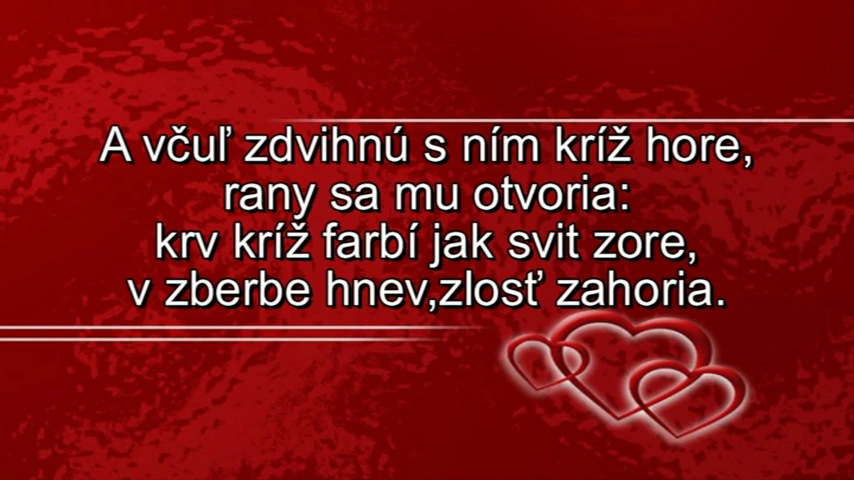 A včuľ zdvihnú s ním kríž hore,
rany sa mu otvoria:
krv kríž farbí jak svit zore,
v zberbe hnev,zlosť zahoria.